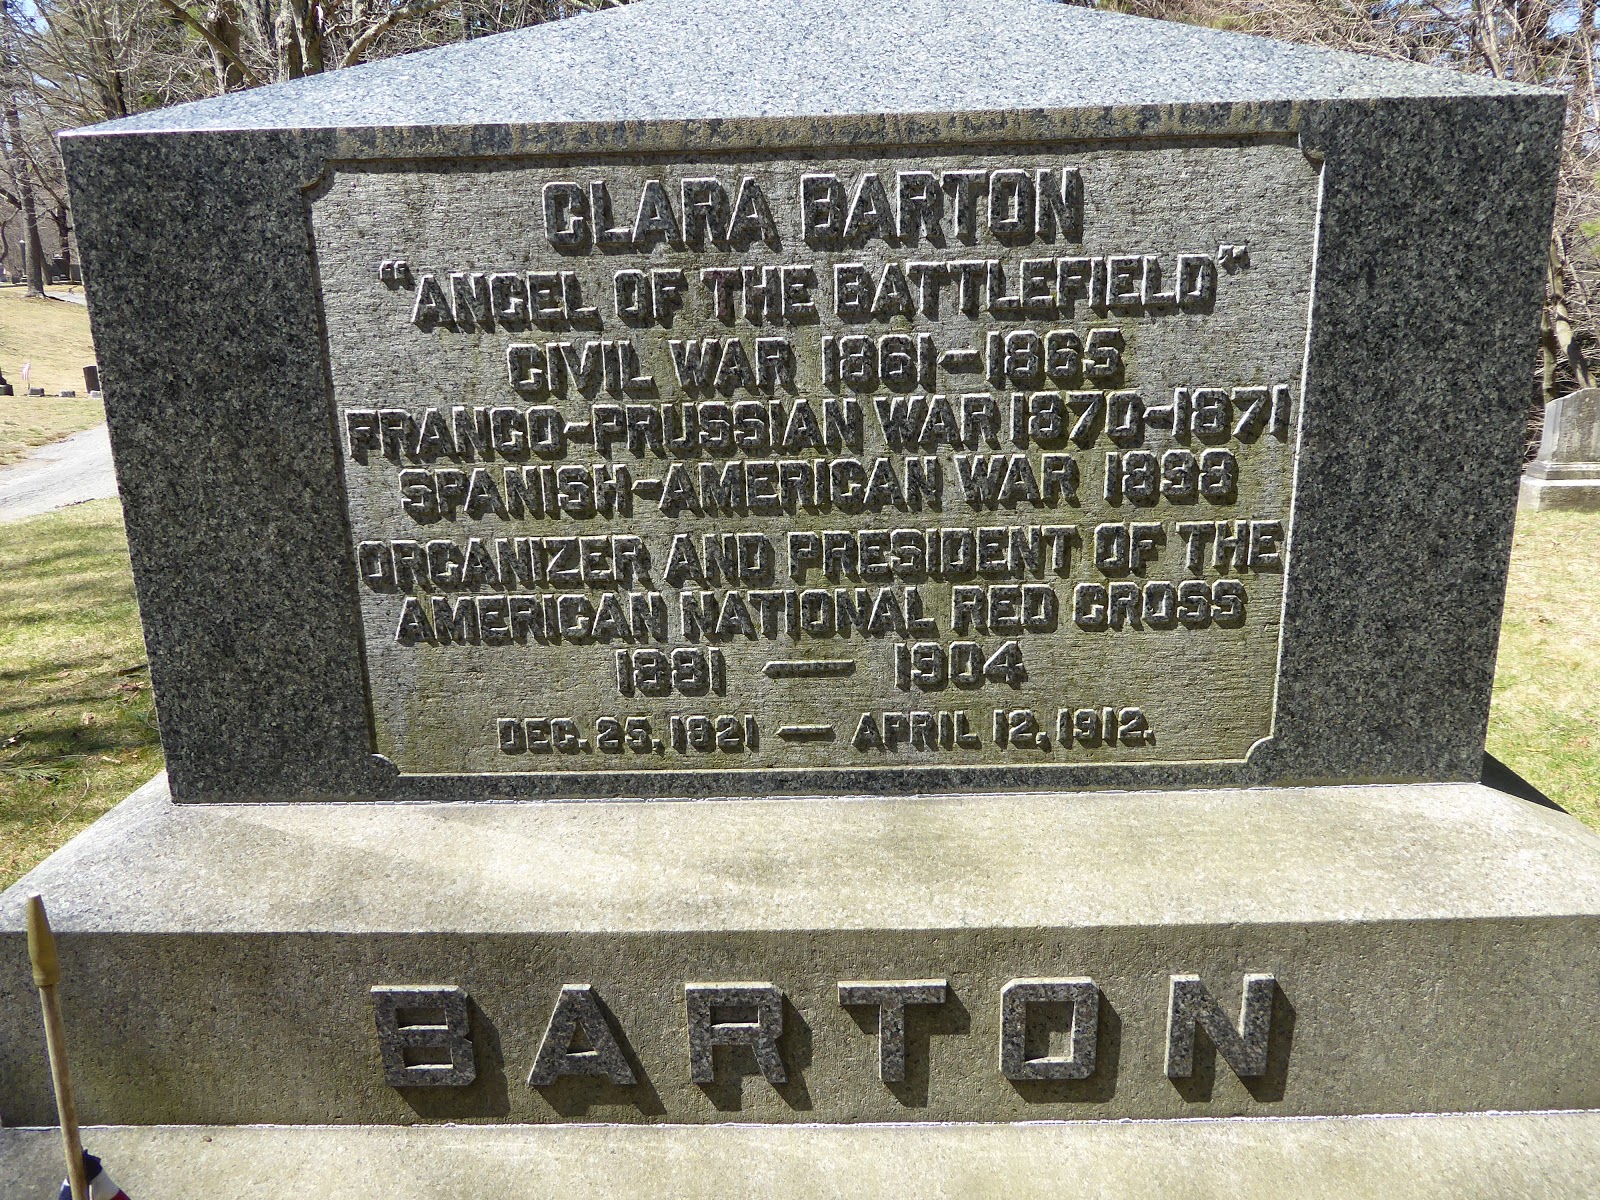 CLARA BARTON
"ANGEL OF THE BATTLEFIELD"
CIVIL WAR 1861-1865
FRANCO-PRUSSIAN WAR 1870-1871
SPANISH-AMERICAN WAR 1898
ORGANIZER AND PRESIDENT OF THE
AMERICAN NATIONAL RED CROSS
1881 — 1904
DEC. 25, 1821 — APRIL 12, 1912.
BARTON